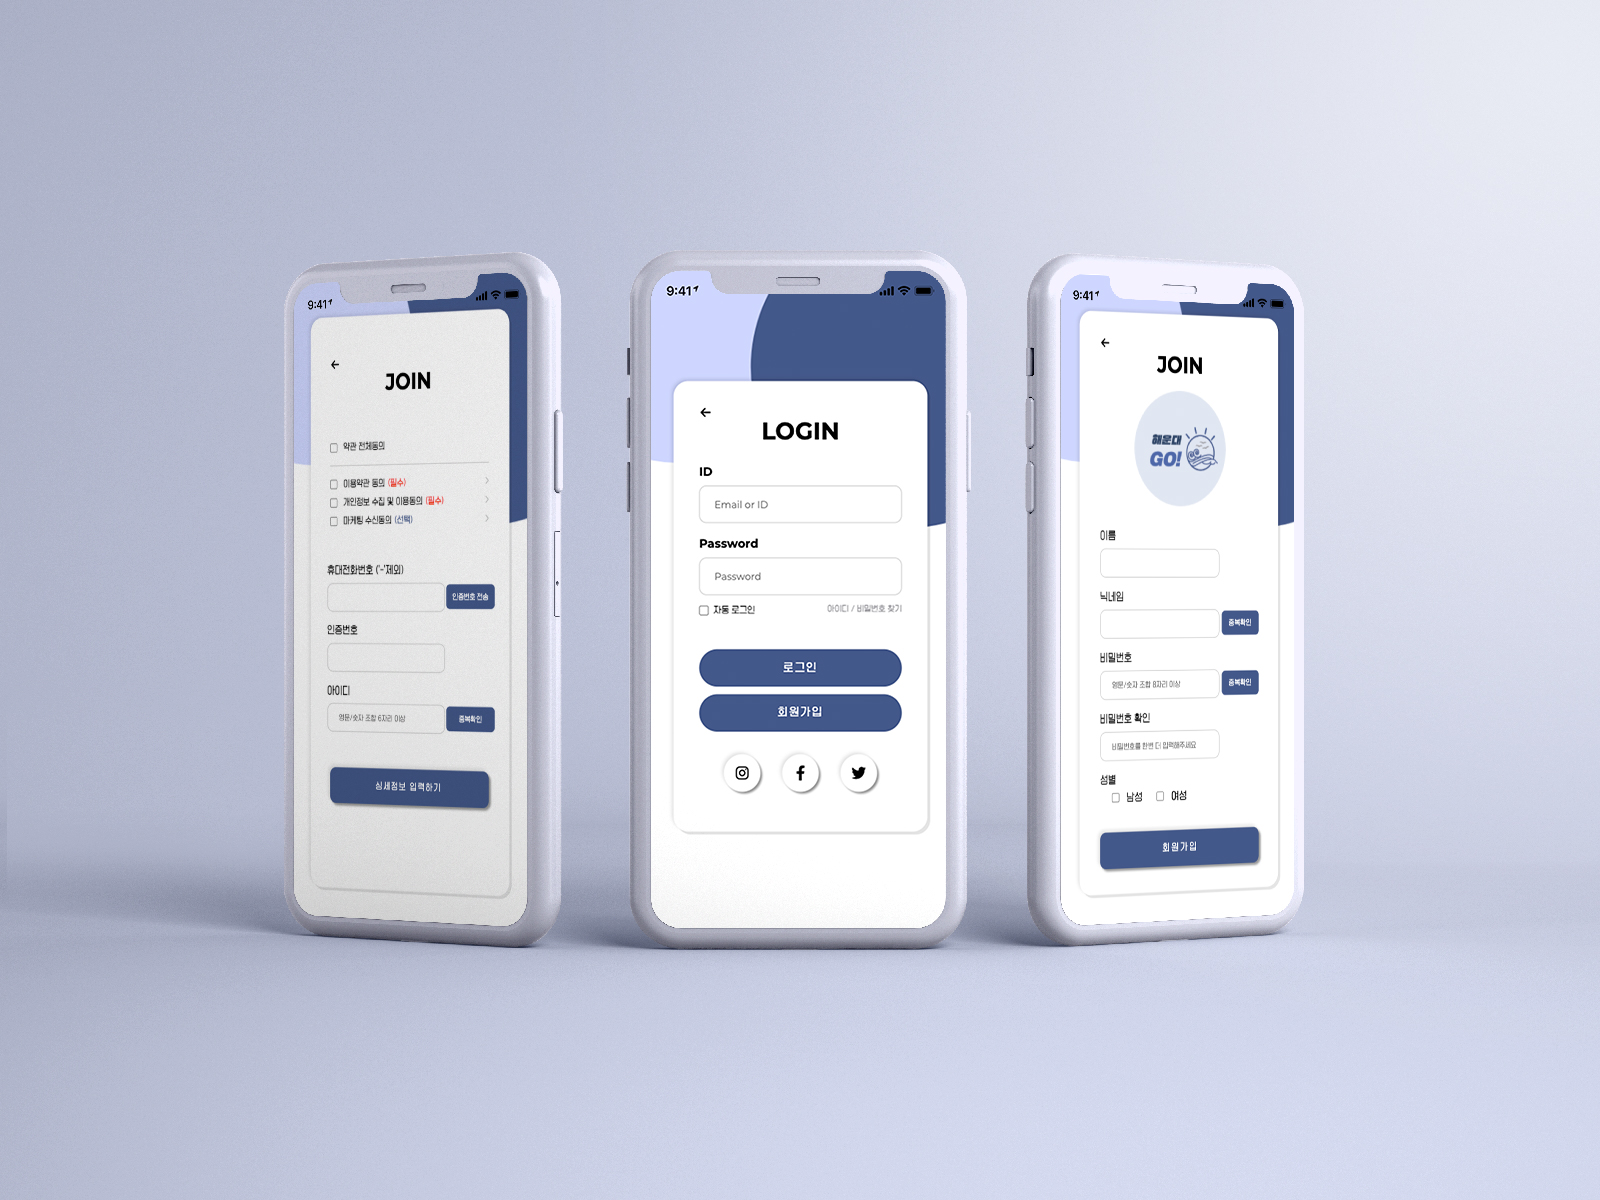 9:41
JOIN
약관 전체동의
이용약관 동의 (필수)
개인정보 수집 및 이용동의 (필수)
마케팅 수신동의 (선택)
휴대전화번호 ('-'제외)
인증번호 전송
인증번호
아이디
영문/숫자 조합 6자리 이상
중복확인
상세정보 입력하기
9:41
LOGIN
ID
Email or ID
Password
Password
자동 로그인
아이디 / 비밀번호 찾기
로그인
회원가입
9:41
JOIN
해운대
GO!
이름
닉네임
중복확인
비밀번호
영문/숫자 조합 8자리 이상
중복확인
비밀번호 확인
비밀번호를 한번 더 입력해주세요
성별
남성
여성
회원가입